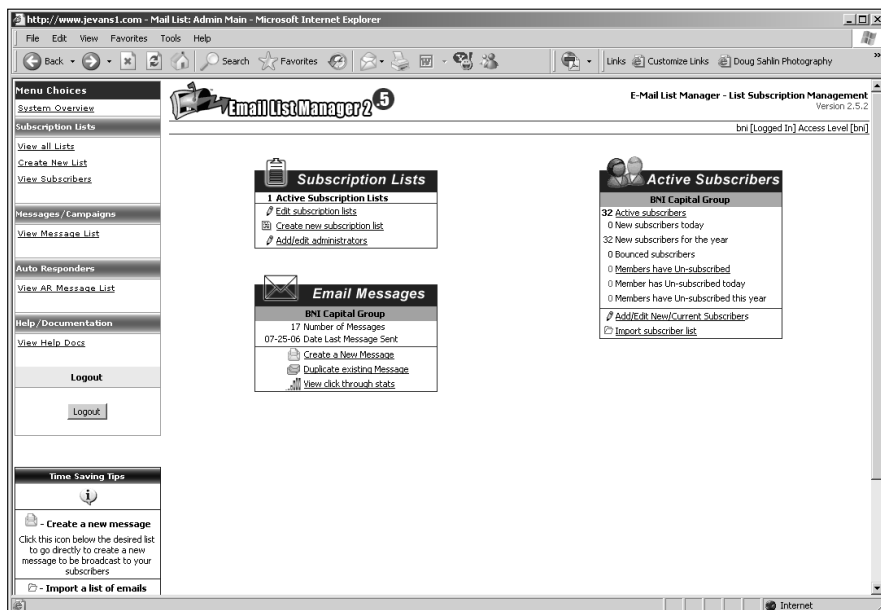 http://www.jevans1.com - Mail List: Admin Main - Microsoft Internet Explorer
File Edit View Favorites Tools Help
Back Search Favorites Links Customize Links Doug Sahlin Photography
Menu Choices
System Overview
Subscription Lists
View all Lists
Create New List
View Subscribers
Messages/Campaigns
View Message List
Auto Responders
View AR Message List
Help/Documentation
View Help Docs
Logout
Logout
Time Saving Tips
- Create a new message
Click this icon below the desired list
to go directly to create a new
message to be broadcast to your
subscribers
- Import a list of emails
Email List Manager 2.5
E-Mail List Manager - List Subscription Management
Version 2.5.2
bni [Logged In] Access Level [bni]
Subscription Lists
1 Active Subscription Lists
Edit subscription lists
Create new subscription list
Add/edit administrators
Email Messages
BNI Capital Group
17 Number of Messages
07-25-06 Date Last Message Sent
Create a New Message
Duplicate existing Message
View click through stats
Active Subscribers
BNI Capital Group
32 Active subscribers
0 New subscribers today
32 New subscribers for the year
0 Bounced subscribers
0 Members have Un-subscribed
0 Member has Un-subscribed today
0 Members have Un-subscribed this year
Add/Edit New/Current Subscribers
Import subscriber list
Internet